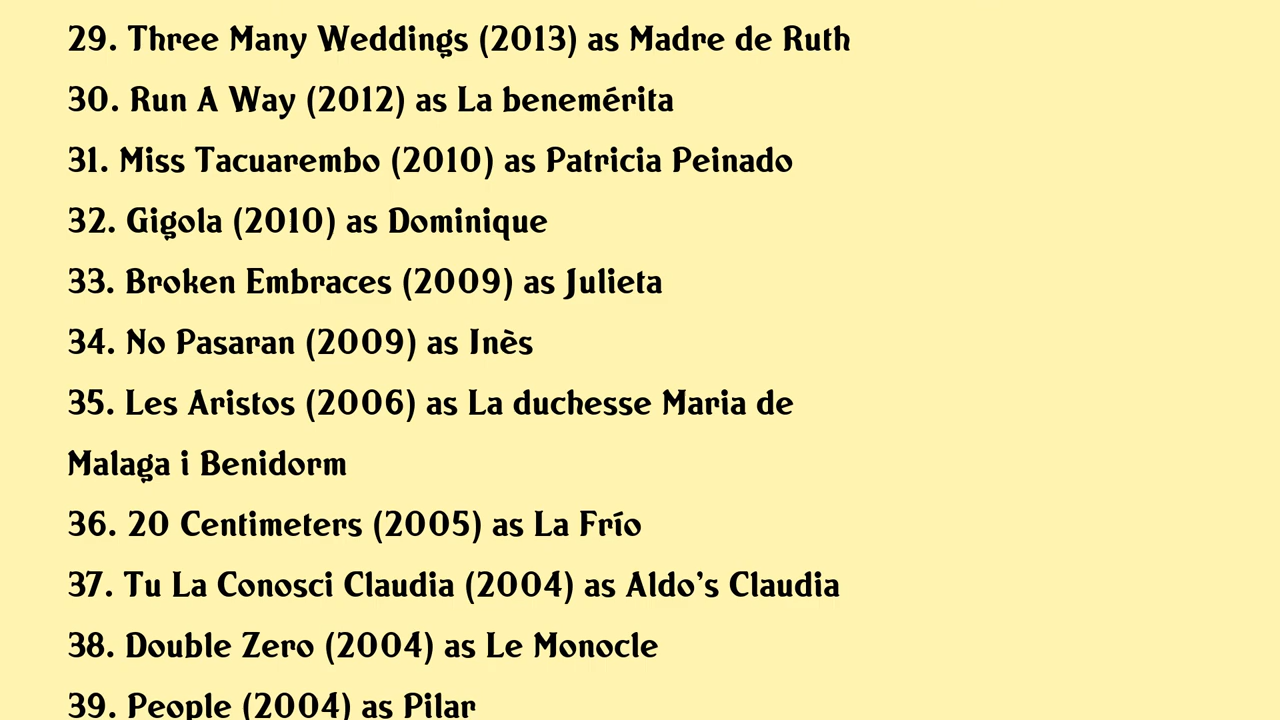 29. Three Many Weddings (2013) as Madre de Ruth
30. Run A Way (2012) as La benemérita
31. Miss Tacuarembo (2010) as Patricia Peinado
32. Gigola (2010) as Dominique
33. Broken Embraces (2009) as Julieta
34. No Pasaran (2009) as Inès
35. Les Aristos (2006) as La duchesse Maria de
Malaga i Benidorm
36. 20 Centimeters (2005) as La Frío
37. Tu La Conosci Claudia (2004) as Aldo's Claudia
38. Double Zero (2004) as Le Monocle
39. People (2004) as Pilar